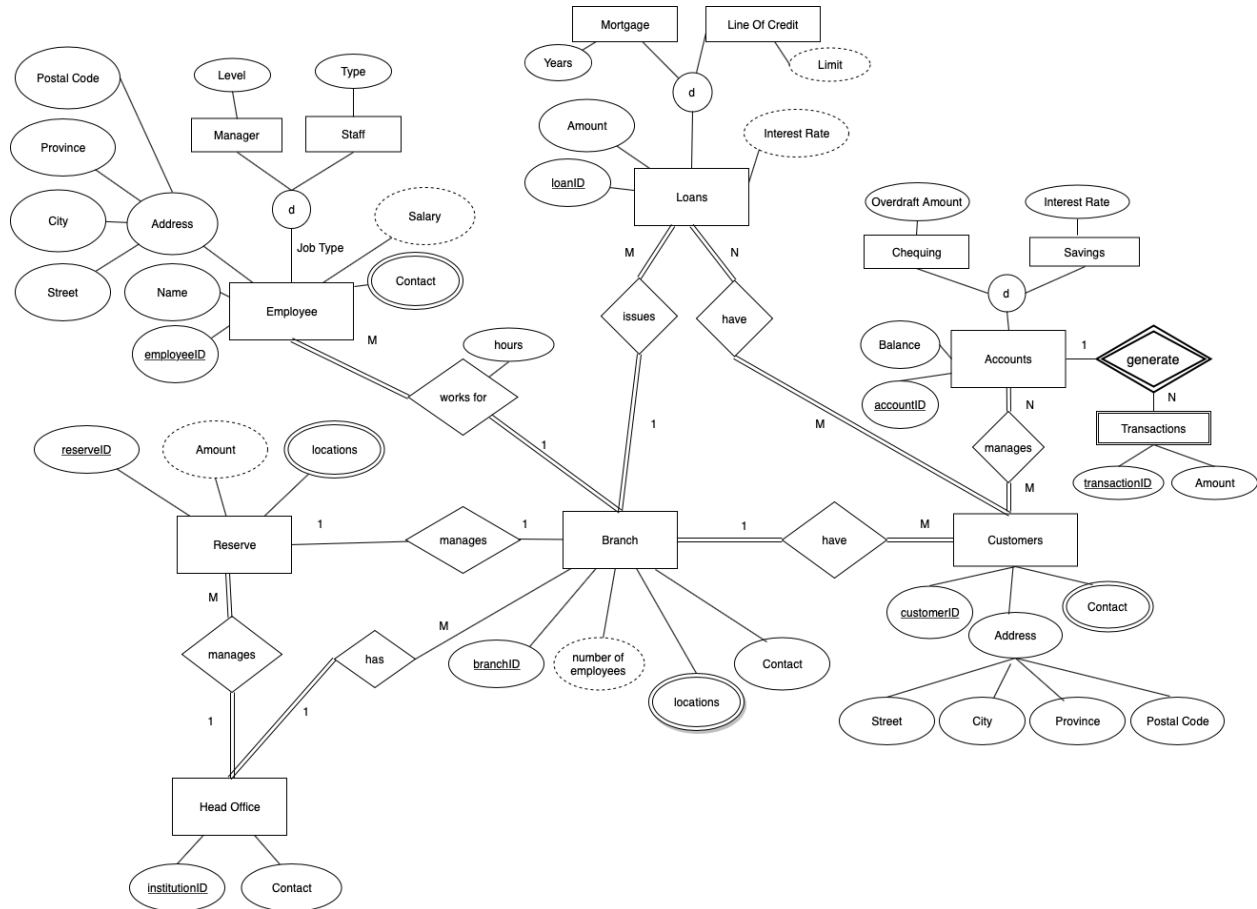 Mortgage
Line Of Credit
Years
Limit
Postal Code
Level
Type
d
Manager
Staff
Amount
Interest Rate
Province
loanID
Loans
Address
d
Salary
City
Job Type
Overdraft Amount
Interest Rate
Chequing
Savings
M
N
d
Street
Name
Employee
Contact
issues
have
Balance
Accounts
1
generate
employeeID
M
hours
N
accountID
N
works for
Transactions
1
1
M
manages
reserveID
Amount
locations
transactionID
Amount
M
Reserve
1
manages
1
Branch
1
have
M
Customers
M
M
customerID
Contact
manages
has
branchID
number of
employees
Contact
Address
locations
1
1
Street
City
Province
Postal Code
Head Office
institutionID
Contact